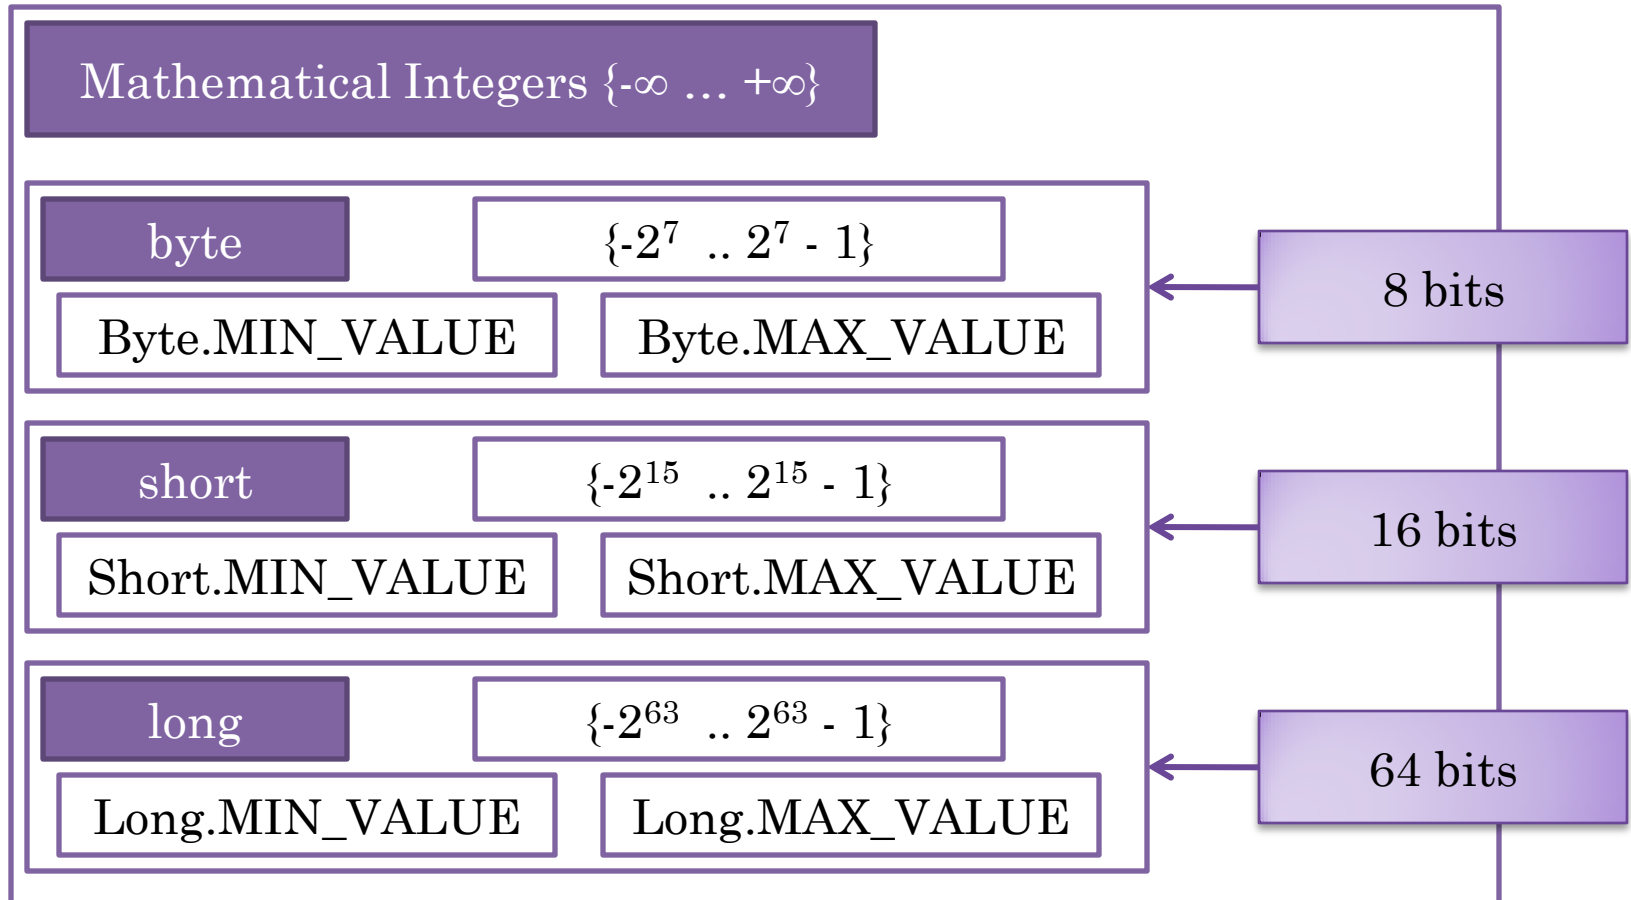 Mathematical Integers {-∞ … +∞}
byte
{-2⁷ .. 2⁷ - 1}
8 bits
Byte.MIN_VALUE
Byte.MAX_VALUE
short
{-2¹⁵ .. 2¹⁵ - 1}
16 bits
Short.MIN_VALUE
Short.MAX_VALUE
long
{-2⁶³ .. 2⁶³ - 1}
64 bits
Long.MIN_VALUE
Long.MAX_VALUE